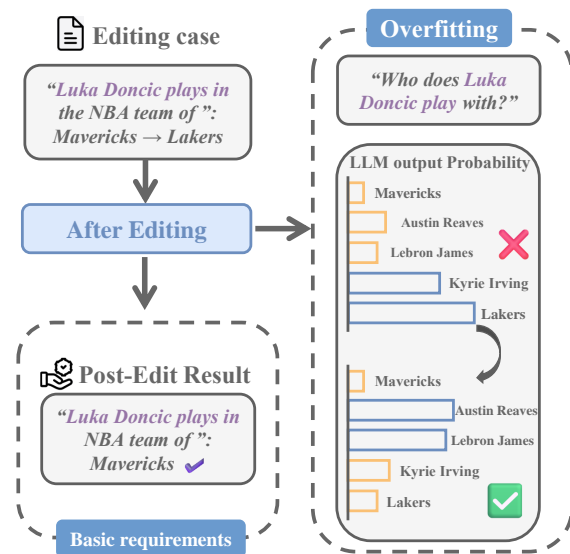 Editing case
“Luka Doncic plays in
the NBA team of ”:
Mavericks → Lakers
After Editing
Post-Edit Result
“Luka Doncic plays in
NBA team of ”:
Mavericks
Basic requirements
Overfitting
“Who does Luka
Doncic play with?”
LLM output Probability
Mavericks
Austin Reaves
Lebron James
Kyrie Irving
Lakers
Mavericks
Austin Reaves
Lebron James
Kyrie Irving
Lakers